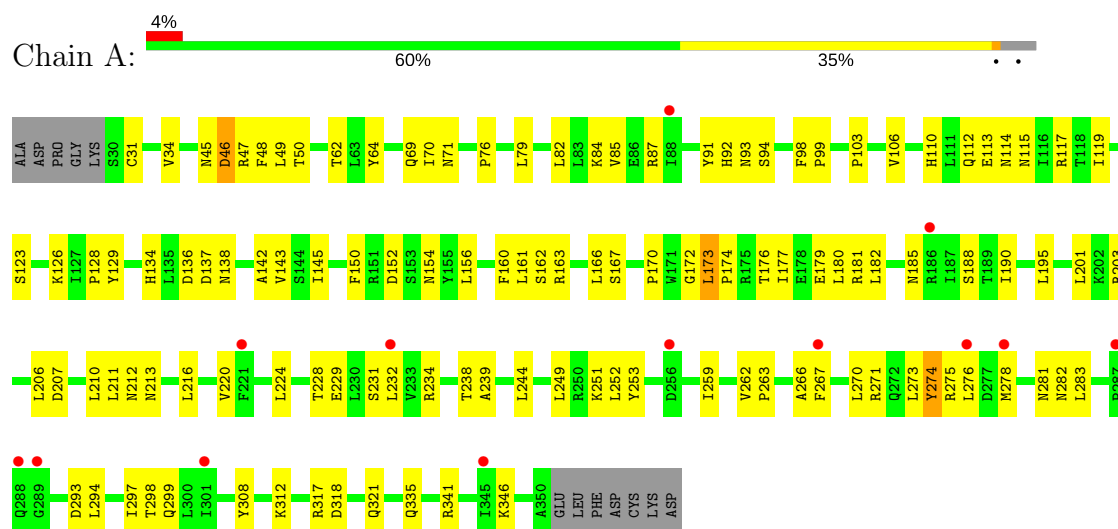 4%
Chain A:
60% 35% • •
ALA ASP PRO GLY LYS S30 C31 V34 N45 D46 R47 F48 L49 T50 T62 L63 Y64 Q69 I70 N71 P76 L79 L82 L83 K84 V85 E86 R87 I88 Y91 H92 N93 S94 F98 P99 P103 V106 H110 L111 Q112 E113 N114 N115 I116 R117 T118 I119
S123 K126 I127 P128 Y129 H134 L135 D136 D137 N138 A142 V143 S144 I145 F150 R151 D152 S153 N154 Y155 L156 F160 L161 S162 R163 L166 S167 P170 W171 G172 L173 P174 R175 T176 I177 E178 E179 L180 R181 L182 N185 R186 I187 S188 T189 I190 L195 L201 K202
L206 D207 L210 L211 N212 N213 L216 V220 F221 L224 T228 E229 L230 S231 L232 V233 R234 T238 A239 L244 L249 R250 K251 L252 Y253 D256 I259 V262 P263 A266 F267 L270 R271 Q272 L273 Y274 R275 L276 D277 M278 N281 N282 L283
Q288 G289 D293 L294 I297 T298 Q299 L300 I301 Y308 K312 R317 D318 Q321 Q335 R341 I345 K346 A350 GLU LEU PHE ASP CYS LYS ASP